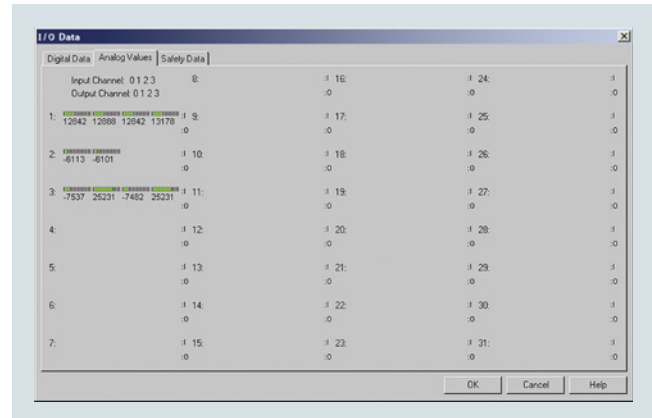 I/O Data
Digital Data Analog Values Safety Data
Input Channel: 0 1 2 3 8: :I 16: :I 24: :I
Output Channel: 0 1 2 3 :O :O :O
1: 12842 12888 12842 13178 :I 9: :I 17: :I 25: :I
:O :O :O :O
2: -6113 -6101 :I 10: :I 18: :I 26: :I
:O :O :O :O
3: -7537 25231 -7482 25231 :I 11: :I 19: :I 27: :I
:O :O :O :O
4: :I 12: :I 20: :I 28: :I
:O :O :O :O
5: :I 13: :I 21: :I 29: :I
:O :O :O :O
6: :I 14: :I 22: :I 30: :I
:O :O :O :O
7: :I 15: :I 23: :I 31: :I
:O :O :O :O
OK Cancel Help